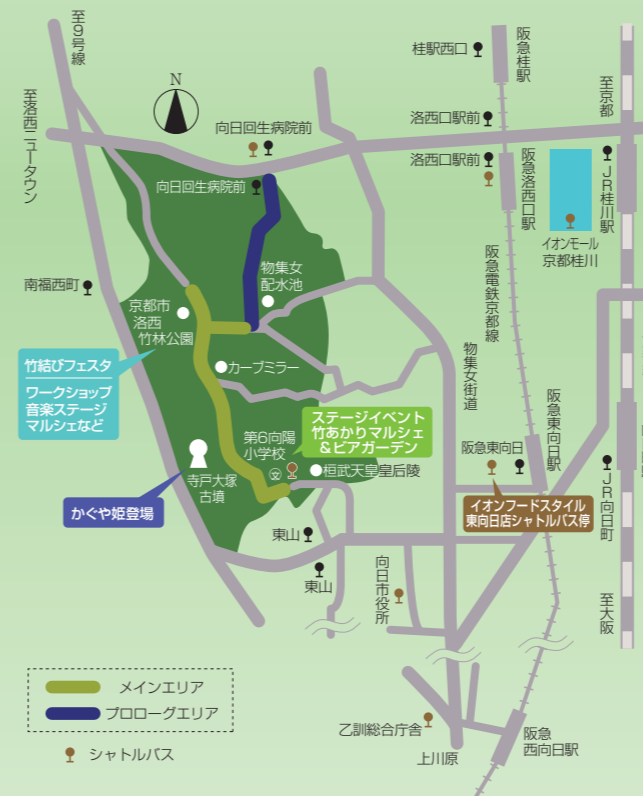 至9号線
至洛西ニュータウン
N
向日回生病院前
向日回生病院前
桂駅西口
阪急桂駅
洛西口駅前
洛西口駅前
阪急洛西口駅
至京都
JR桂川駅
イオンモール
京都桂川
南福西町
物集女
配水池
京都市
洛西
竹林公園
カーブミラー
竹結びフェスタ
ワークショップ
音楽ステージ
マルシェなど
阪急電鉄京都線
物集女街道
ステージイベント
竹あかりマルシェ
＆ビアガーデン
第6向陽
小学校
文
桓武天皇皇后陵
寺戸大塚
古墳
かぐや姫登場
阪急東向日駅
阪急東向日
イオンフードスタイル
東向日店シャトルバス停
JR向日町
東山
東山
向日市役所
至大阪
メインエリア
プロローグエリア
シャトルバス
乙訓総合庁舎
上川原
阪急
西向日駅